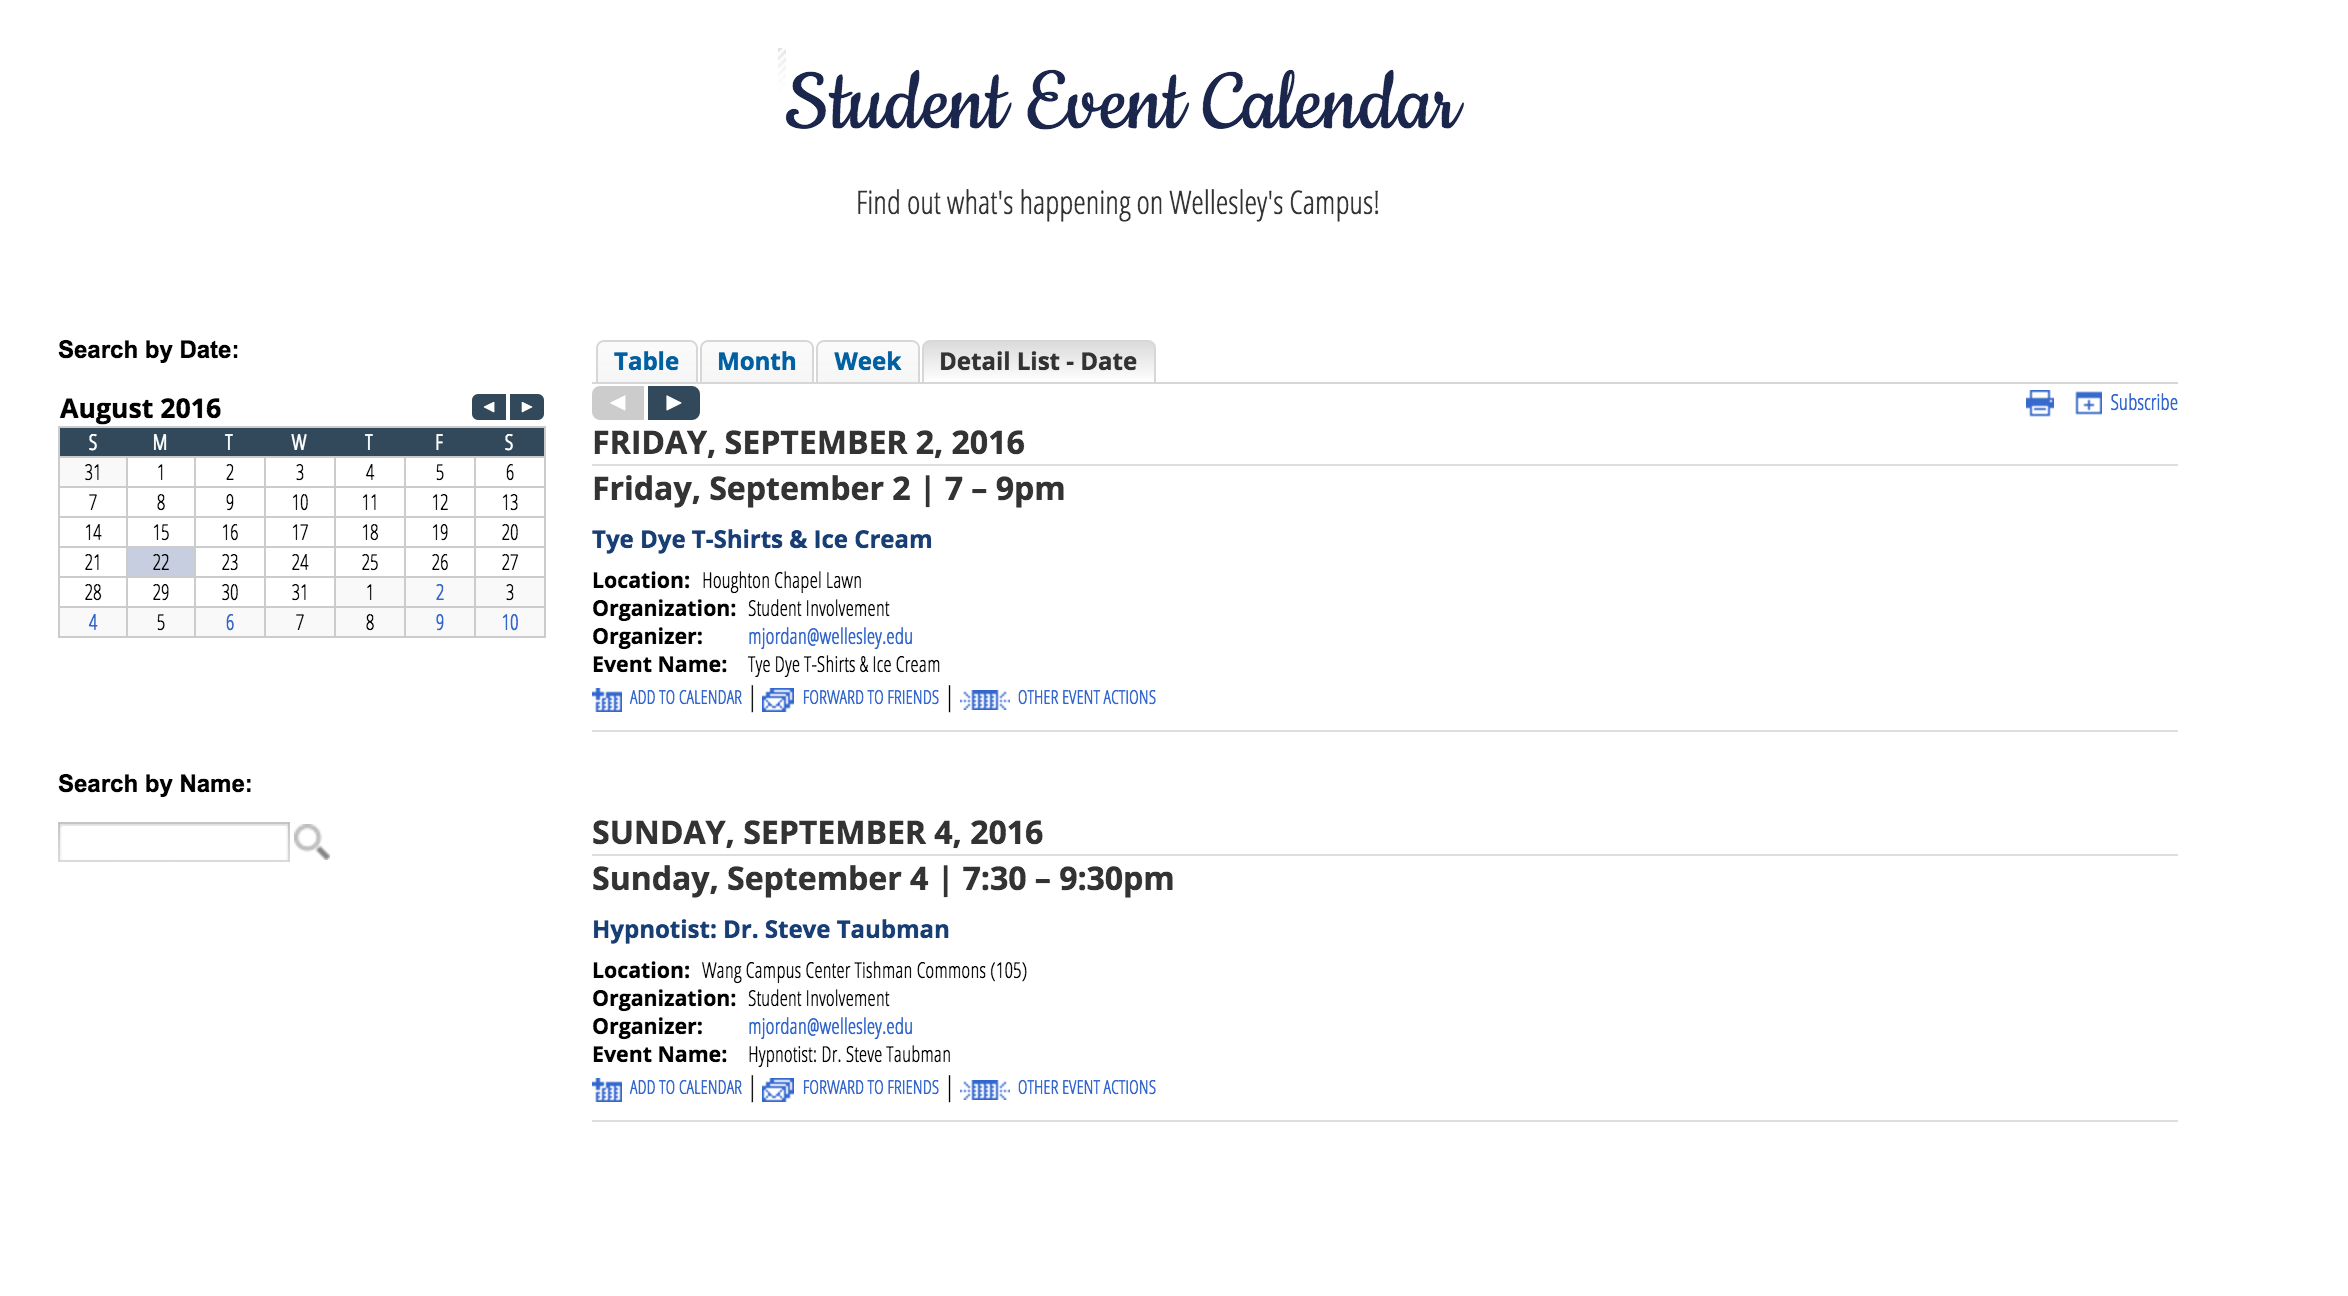 Student Event Calendar
Find out what's happening on Wellesley's Campus!
Search by Date:
August 2016
S M T W T F S
31 1 2 3 4 5 6
7 8 9 10 11 12 13
14 15 16 17 18 19 20
21 22 23 24 25 26 27
28 29 30 31 1 2 3
4 5 6 7 8 9 10
Search by Name:
Table Month Week Detail List - Date
Subscribe
FRIDAY, SEPTEMBER 2, 2016
Friday, September 2 | 7 – 9pm
Tye Dye T-Shirts & Ice Cream
Location: Houghton Chapel Lawn
Organization: Student Involvement
Organizer: mjordan@wellesley.edu
Event Name: Tye Dye T-Shirts & Ice Cream
ADD TO CALENDAR | FORWARD TO FRIENDS | OTHER EVENT ACTIONS
SUNDAY, SEPTEMBER 4, 2016
Sunday, September 4 | 7:30 – 9:30pm
Hypnotist: Dr. Steve Taubman
Location: Wang Campus Center Tishman Commons (105)
Organization: Student Involvement
Organizer: mjordan@wellesley.edu
Event Name: Hypnotist: Dr. Steve Taubman
ADD TO CALENDAR | FORWARD TO FRIENDS | OTHER EVENT ACTIONS